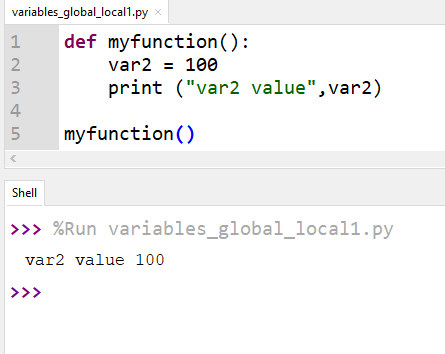 variables_global_local1.py ×
1 def myfunction():
2     var2 = 100
3     print ("var2 value",var2)
4
5 myfunction()
<
Shell
>>> %Run variables_global_local1.py
var2 value 100
>>>